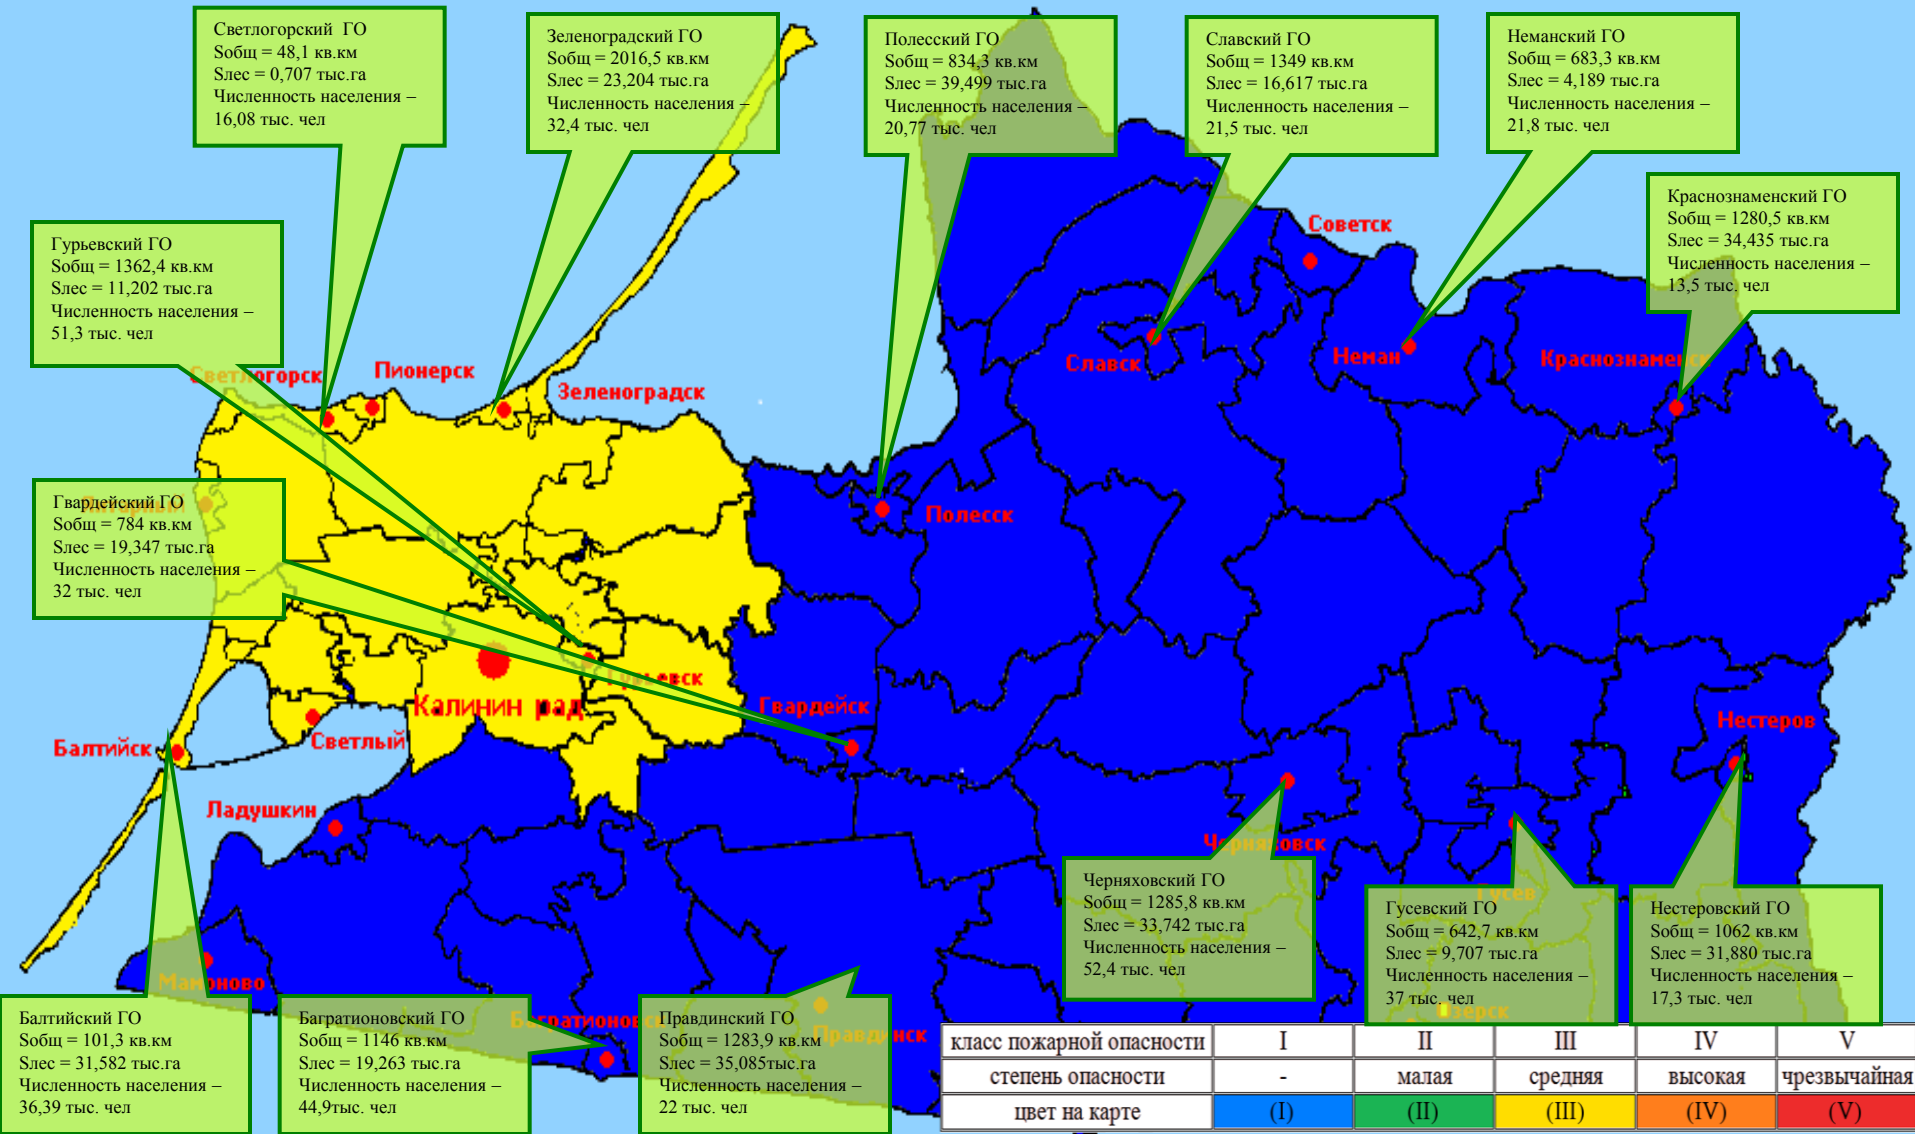 Светлогорский ГО
Sобщ = 48,1 кв.км
Sлес = 0,707 тыс.га
Численность населения –
16,08 тыс. чел
Зеленоградский ГО
Sобщ = 2016,5 кв.км
Sлес = 23,204 тыс.га
Численность населения –
32,4 тыс. чел
Полесский ГО
Sобщ = 834,3 кв.км
Sлес = 39,499 тыс.га
Численность населения –
20,77 тыс. чел
Славский ГО
Sобщ = 1349 кв.км
Sлес = 16,617 тыс.га
Численность населения –
21,5 тыс. чел
Неманский ГО
Sобщ = 683,3 кв.км
Sлес = 4,189 тыс.га
Численность населения –
21,8 тыс. чел
Краснознаменский ГО
Sобщ = 1280,5 кв.км
Sлес = 34,435 тыс.га
Численность населения –
13,5 тыс. чел
Гурьевский ГО
Sобщ = 1362,4 кв.км
Sлес = 11,202 тыс.га
Численность населения –
51,3 тыс. чел
Советск
Светлогорск
Пионерск
Зеленоградск
Славск
Неман
Краснознаменск
Янтарный
Гвардейский ГО
Sобщ = 784 кв.км
Sлес = 19,347 тыс.га
Численность населения –
32 тыс. чел
Полесск
Гурьевск
Калинин рад
Гвардейск
Нестеров
Светлый
Балтийск
Ладушкин
Черняховск
Гусев
Мамоново
Багратионовск
Правдинск
Озёрск
Черняховский ГО
Sобщ = 1285,8 кв.км
Sлес = 33,742 тыс.га
Численность населения –
52,4 тыс. чел
Гусевский ГО
Sобщ = 642,7 кв.км
Sлес = 9,707 тыс.га
Численность населения –
37 тыс. чел
Нестеровский ГО
Sобщ = 1062 кв.км
Sлес = 31,880 тыс.га
Численность населения –
17,3 тыс. чел
Балтийский ГО
Sобщ = 101,3 кв.км
Sлес = 31,582 тыс.га
Численность населения –
36,39 тыс. чел
Багратионовский ГО
Sобщ = 1146 кв.км
Sлес = 19,263 тыс.га
Численность населения –
44,9тыс. чел
Правдинский ГО
Sобщ = 1283,9 кв.км
Sлес = 35,085тыс.га
Численность населения –
22 тыс. чел
класс пожарной опасности I II III IV V
степень опасности - малая средняя высокая чрезвычайная
цвет на карте (I) (II) (III) (IV) (V)